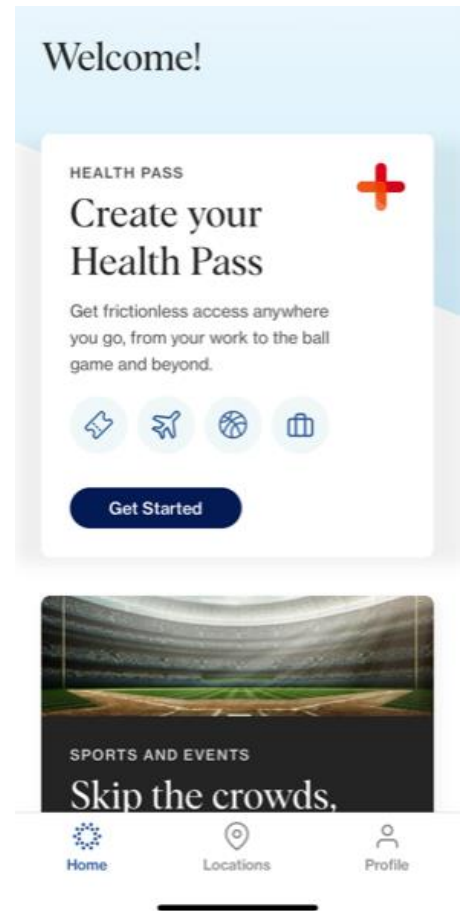 Welcome!
HEALTH PASS
Create your
Health Pass
Get frictionless access anywhere
you go, from your work to the ball
game and beyond.
Get Started
SPORTS AND EVENTS
Skip the crowds,
Home
Locations
Profile